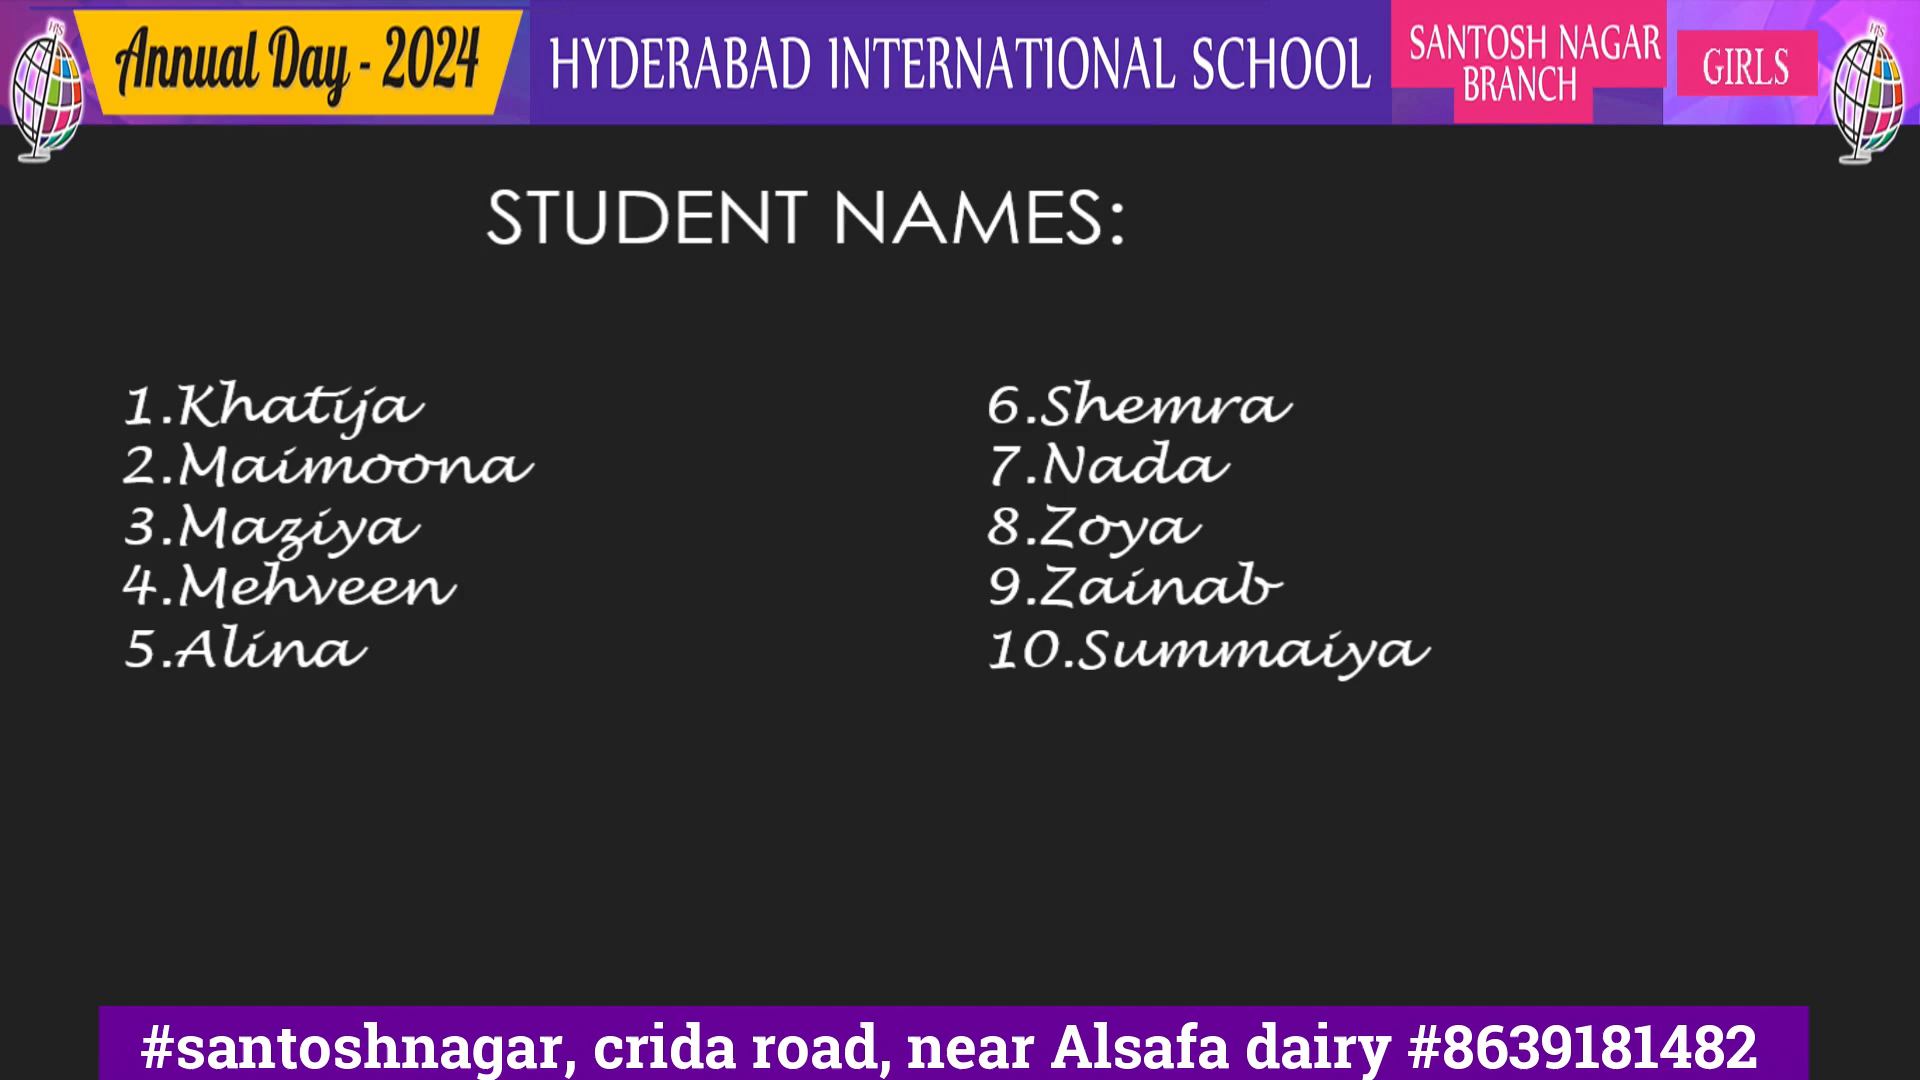 Annual Day - 2024
HYDERABAD INTERNATIONAL SCHOOL
SANTOSH NAGAR
BRANCH
GIRLS
STUDENT NAMES:
1.Khatija
2.Maimoona
3.Maziya
4.Mehveen
5.Alina
6.Shemra
7.Nada
8.Zoya
9.Zainab
10.Summaiya
#santoshnagar, crida road, near Alsafa dairy #8639181482